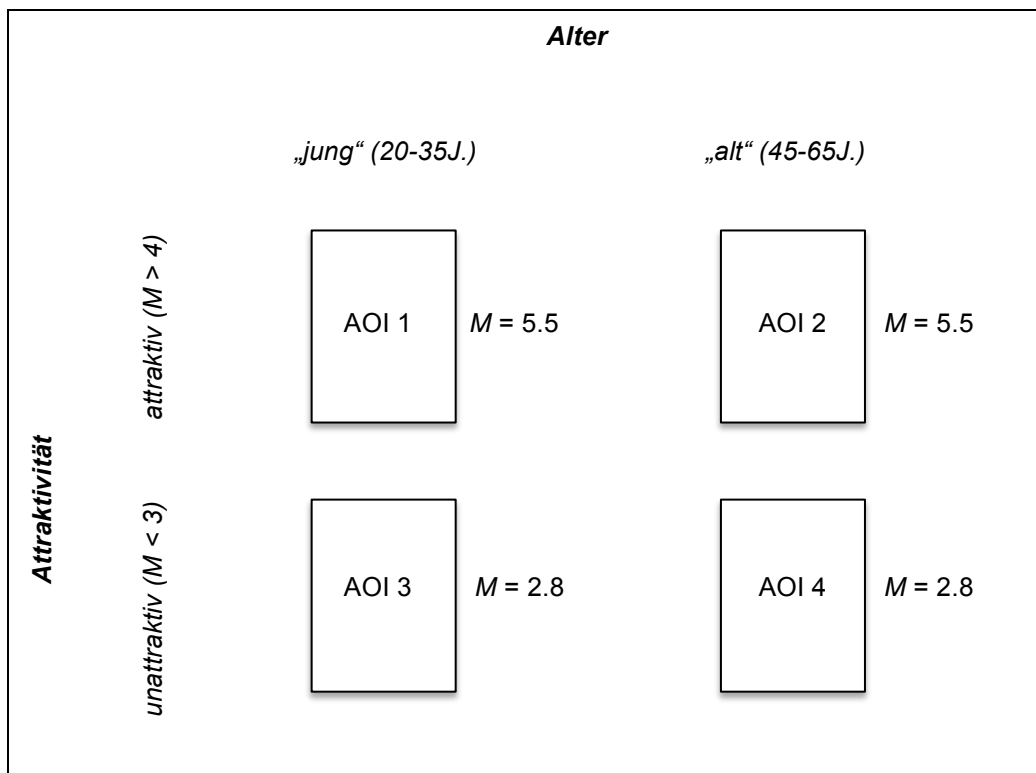 Alter
„jung“ (20-35J.)
„alt“ (45-65J.)
Attraktivität
attraktiv (M > 4)
AOI 1
M = 5.5
AOI 2
M = 5.5
unattraktiv (M < 3)
AOI 3
M = 2.8
AOI 4
M = 2.8